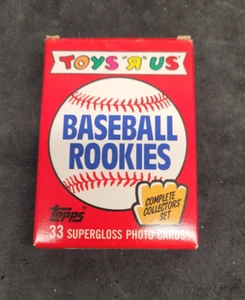 TOYS "R" US
BASEBALL
ROOKIES
COMPLETE
COLLECTORS'
SET
Topps
33 SUPERGLOSS PHOTO CARDS